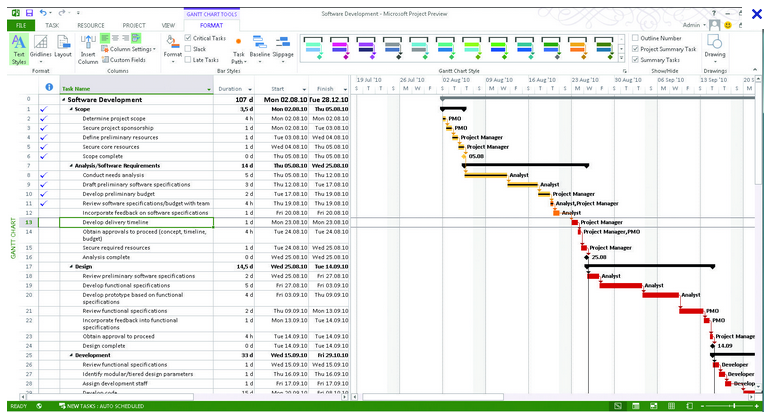 GANTT CHART TOOLS
Software Development - Microsoft Project Preview
FILE TASK RESOURCE PROJECT VIEW FORMAT Admin
Text Styles
Gridlines
Layout
Insert Column
Column Settings
Custom Fields
Format
Critical Tasks
Slack
Late Tasks
Task Path
Baseline
Slippage
Outline Number
Project Summary Task
Summary Tasks
Drawing
Format Columns Bar Styles Gantt Chart Style Show/Hide Drawings
Task Name Duration Start Finish
19 Jul '10 26 Jul '10 02 Aug '10 09 Aug '10 16 Aug '10 23 Aug '10 30 Aug '10 06 Sep '10 13 Sep '10
0 Software Development 107 d Mon 02.08.10 Tue 28.12.10
1 Scope 3,5 d Mon 02.08.10 Thu 05.08.10
2 Determine project scope 4 h Mon 02.08.10 Mon 02.08.10 PMO
3 Secure project sponsorship 1 d Mon 02.08.10 Tue 03.08.10 PMO
4 Define preliminary resources 1 d Tue 03.08.10 Wed 04.08.10 Project Manager
5 Secure core resources 1 d Wed 04.08.10 Thu 05.08.10 Project Manager
6 Scope complete 0 d Thu 05.08.10 Thu 05.08.10 05.08
7 Analysis/Software Requirements 14 d Thu 05.08.10 Wed 25.08.10
8 Conduct needs analysis 5 d Thu 05.08.10 Thu 12.08.10 Analyst
9 Draft preliminary software specifications 3 d Thu 12.08.10 Tue 17.08.10 Analyst
10 Develop preliminary budget 2 d Tue 17.08.10 Thu 19.08.10 Project Manager
11 Review software specifications/budget with team 4 h Thu 19.08.10 Thu 19.08.10 Analyst,Project Manager
12 Incorporate feedback on software specifications 1 d Fri 20.08.10 Fri 20.08.10 Analyst
13 Develop delivery timeline 1 d Mon 23.08.10 Mon 23.08.10 Project Manager
14 Obtain approvals to proceed (concept, timeline, budget) 4 h Tue 24.08.10 Tue 24.08.10 Project Manager,PMO
15 Secure required resources 1 d Tue 24.08.10 Wed 25.08.10 Project Manager
16 Analysis complete 0 d Wed 25.08.10 Wed 25.08.10 25.08
17 Design 14,5 d Wed 25.08.10 Tue 14.09.10
18 Review preliminary software specifications 2 d Wed 25.08.10 Fri 27.08.10 Analyst
19 Develop functional specifications 5 d Fri 27.08.10 Fri 03.09.10 Analyst
20 Develop prototype based on functional specifications 4 d Fri 03.09.10 Thu 09.09.10 Analyst
21 Review functional specifications 2 d Thu 09.09.10 Mon 13.09.10 PMO
22 Incorporate feedback into functional specifications 1 d Mon 13.09.10 Tue 14.09.10 PMO
23 Obtain approval to proceed 4 h Tue 14.09.10 Tue 14.09.10 Project Manage
24 Design complete 0 d Tue 14.09.10 Tue 14.09.10 14.09
25 Development 33 d Wed 15.09.10 Fri 29.10.10
26 Review functional specifications 1 d Wed 15.09.10 Wed 15.09.10 Developer
27 Identify modular/tiered design parameters 1 d Thu 16.09.10 Thu 16.09.10 Developer
28 Assign development staff 1 d Fri 17.09.10 Fri 17.09.10
GANTT CHART
READY NEW TASKS : AUTO SCHEDULED